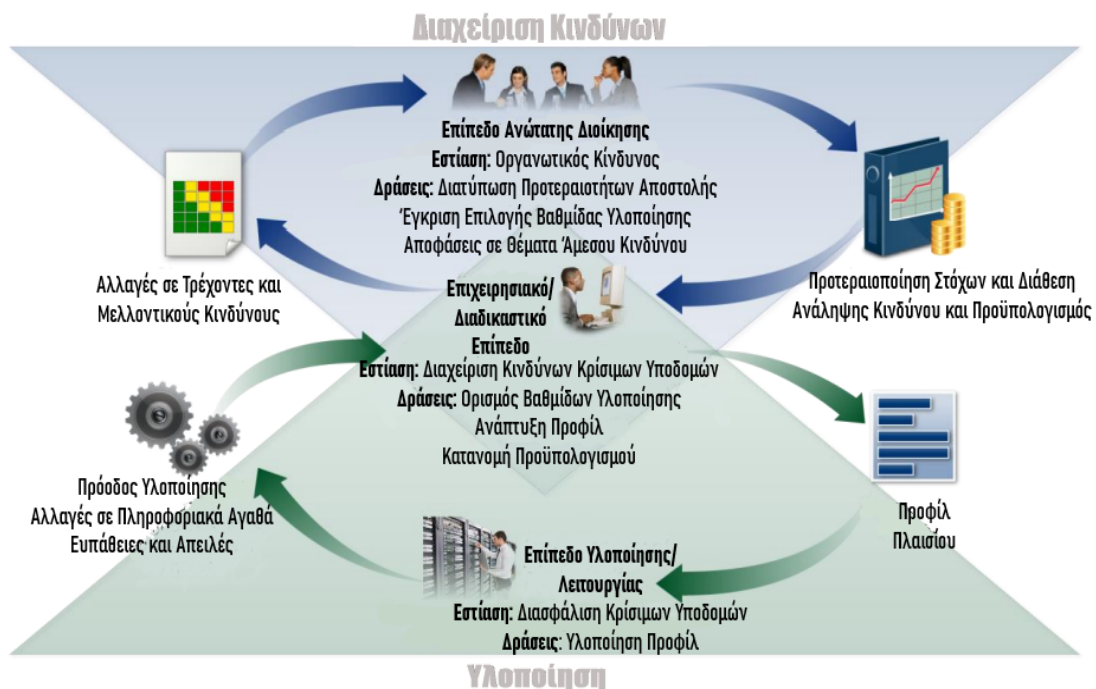 Διαχείριση Κινδύνων
Επίπεδο Ανώτατης Διοίκησης
Εστίαση: Οργανωτικός Κίνδυνος
Δράσεις: Διατύπωση Προτεραιοτήτων Αποστολής
Έγκριση Επιλογής Βαθμίδας Υλοποίησης
Αποφάσεις σε Θέματα Άμεσου Κινδύνου
Αλλαγές σε Τρέχοντες και
Μελλοντικούς Κινδύνους
Προτεραιοποίηση Στόχων και Διάθεση
Ανάληψης Κινδύνου και Προϋπολογισμός
Επιχειρησιακό/
Διαδικαστικό
Επίπεδο
Εστίαση: Διαχείριση Κινδύνων Κρίσιμων Υποδομών
Δράσεις: Ορισμός Βαθμίδων Υλοποίησης
Ανάπτυξη Προφίλ
Κατανομή Προϋπολογισμού
Πρόοδος Υλοποίησης
Αλλαγές σε Πληροφοριακά Αγαθά
Ευπάθειες και Απειλές
Προφίλ
Πλαισίου
Επίπεδο Υλοποίησης/
Λειτουργίας
Εστίαση: Διασφάλιση Κρίσιμων Υποδομών
Δράσεις: Υλοποίηση Προφίλ
Υλοποίηση